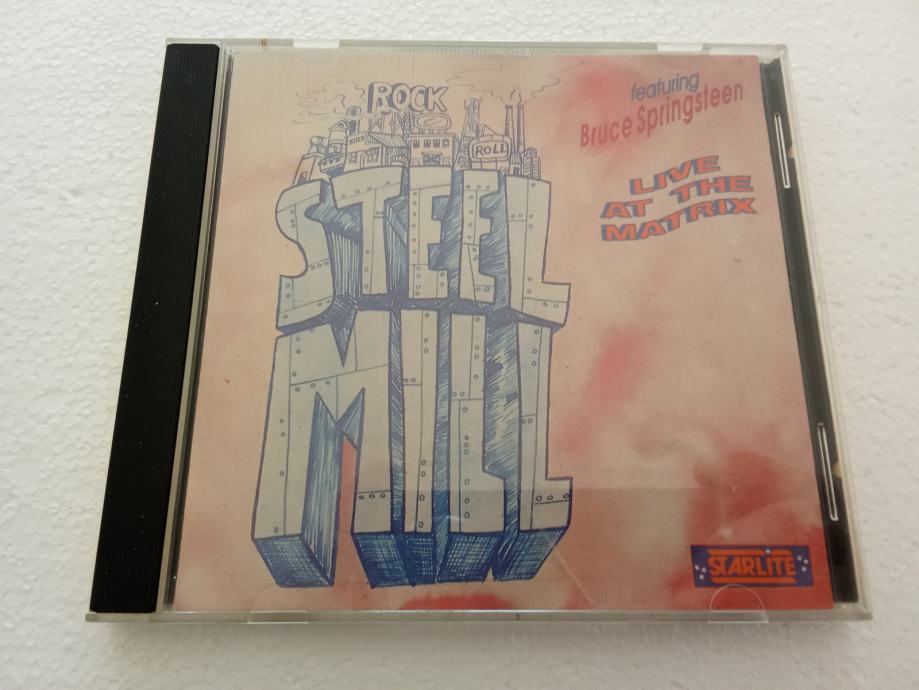 ROCK
ROLL
STEEL
MILL
featuring
Bruce Springsteen
LIVE
AT THE
MATRIX
STARLITE